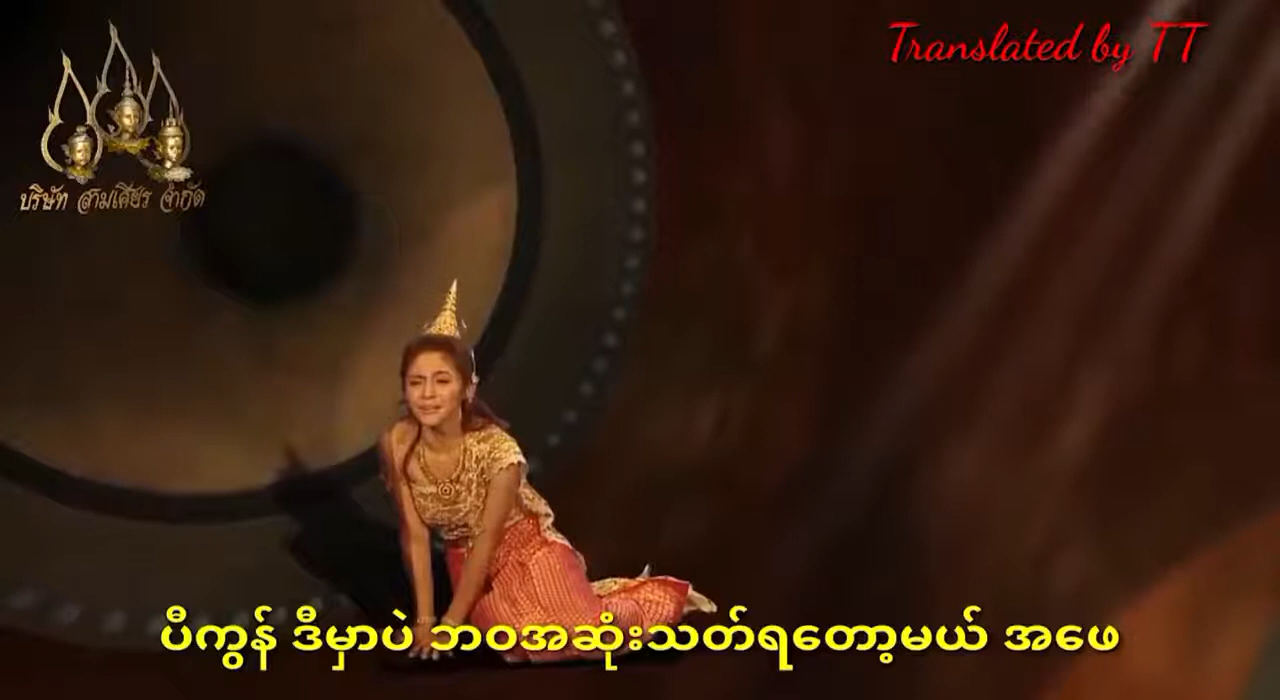 Translated by TT
บริษัท สามเศียร จำกัด
ပီကွန် ဒီမှာပဲ ဘဝအဆုံးသတ်ရတော့မယ် အဖေ